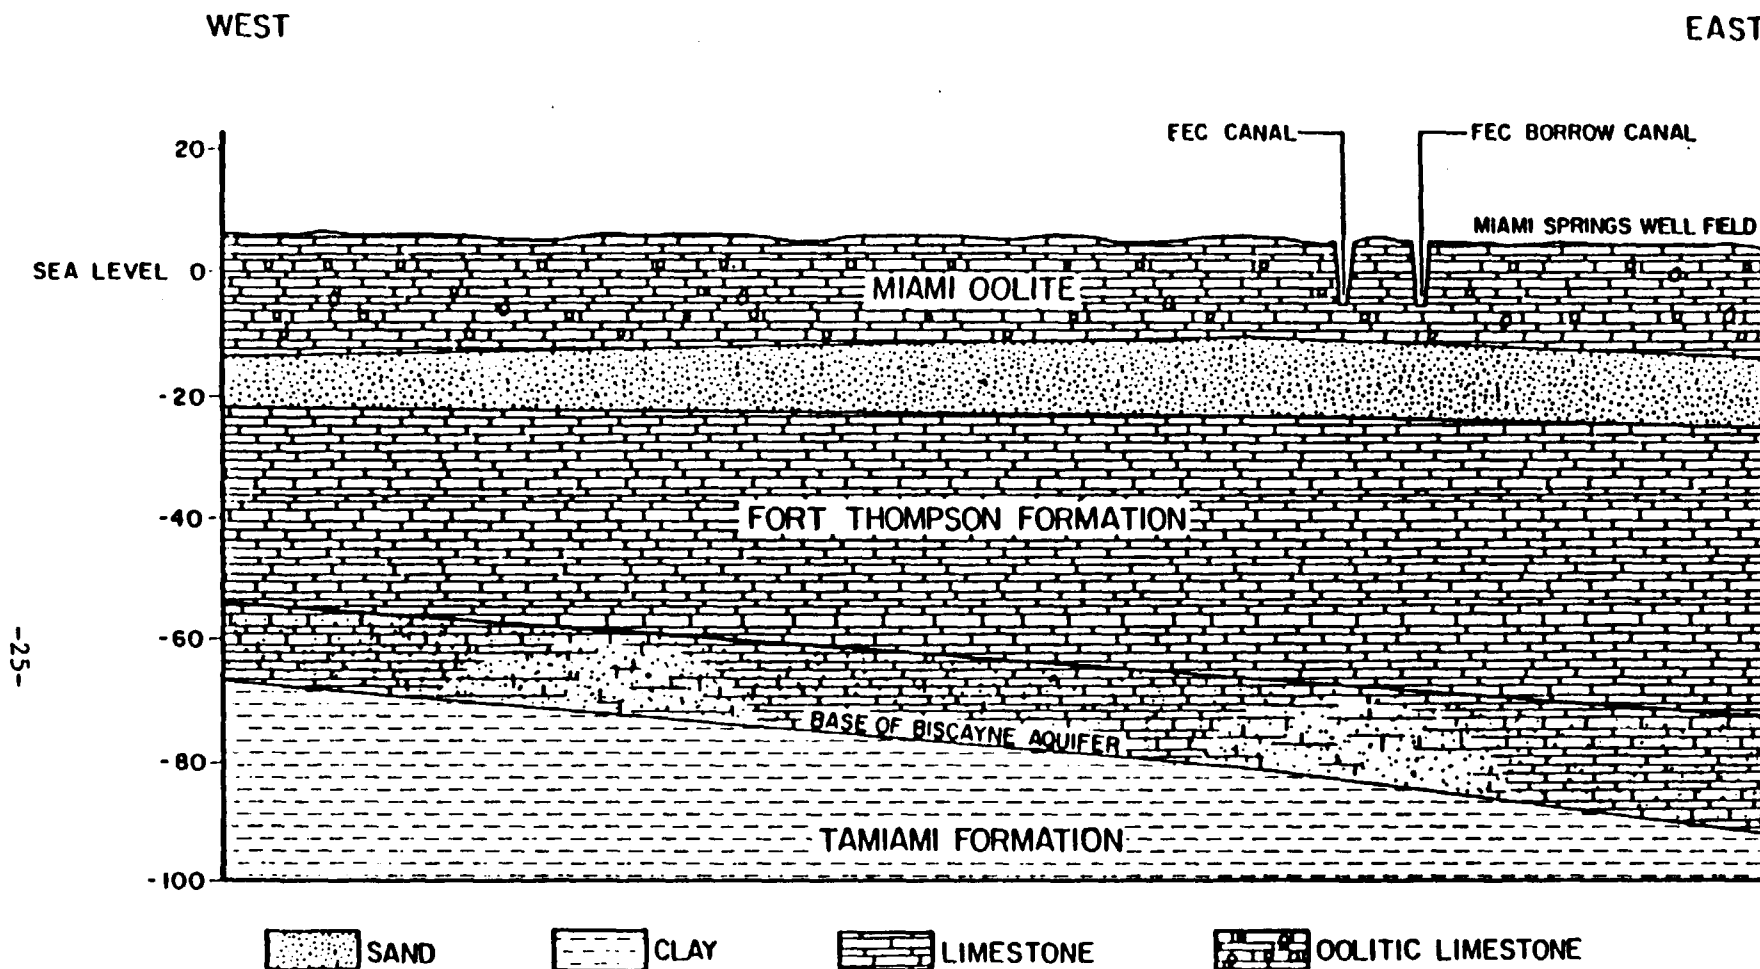 WEST
EAST
FEC CANAL
FEC BORROW CANAL
20
MIAMI SPRINGS WELL FIELD
SEA LEVEL 0
MIAMI OOLITE
-20
-40
FORT THOMPSON FORMATION
-60
-25-
BASE OF BISCAYNE AQUIFER
-80
TAMIAMI FORMATION
-100
SAND
CLAY
LIMESTONE
OOLITIC LIMESTONE